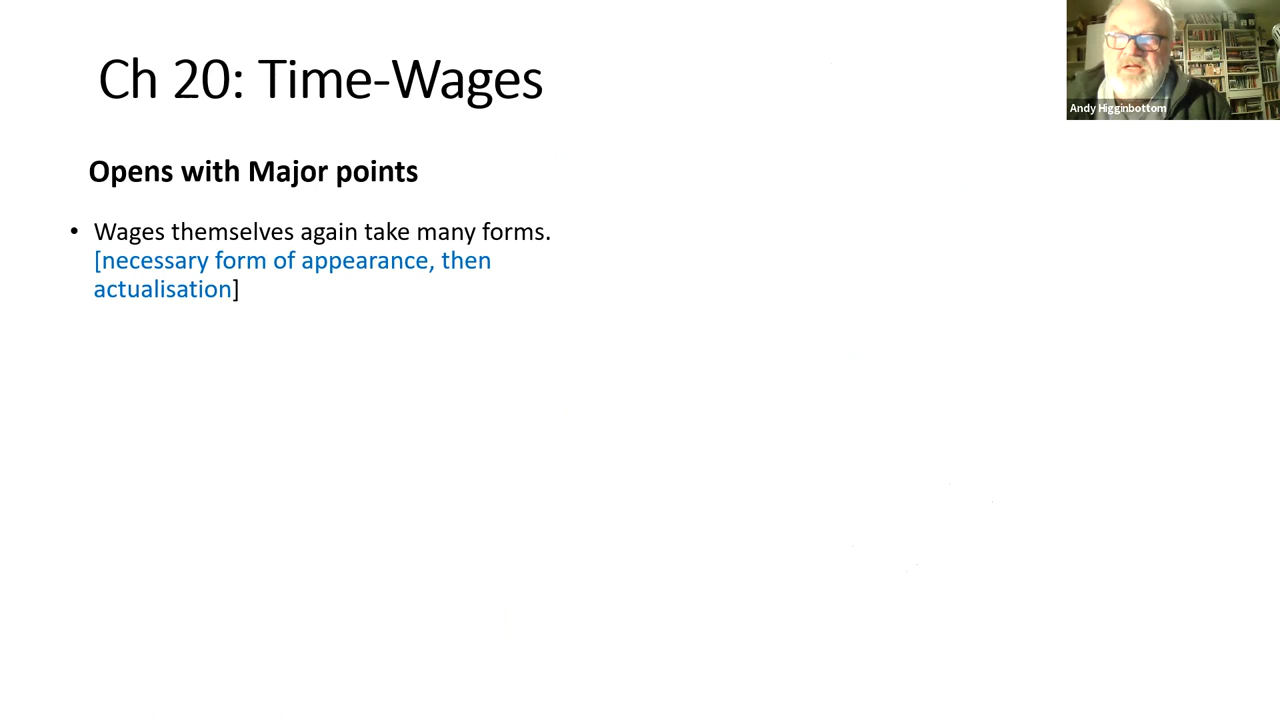 Ch 20: Time-Wages
Andy Higginbottom
Opens with Major points
• Wages themselves again take many forms.
[necessary form of appearance, then
actualisation]